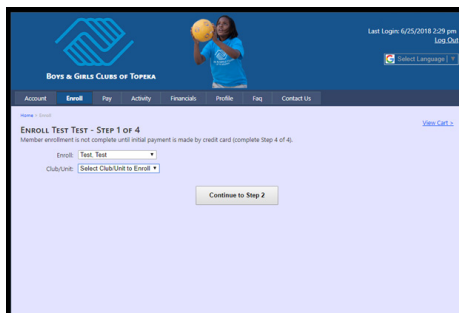 Last Login: 6/25/2018 2:29 pm
Log Out
Select Language
BOYS & GIRLS CLUBS OF TOPEKA
Account Enroll Pay Activity Financials Profile Faq Contact Us
Home > Enroll
View Cart >
ENROLL TEST TEST - STEP 1 OF 4
Member enrollment is not complete until initial payment is made by credit card (complete Step 4 of 4).
Enroll: Test, Test
Club/Unit: Select Club/Unit to Enroll
Continue to Step 2